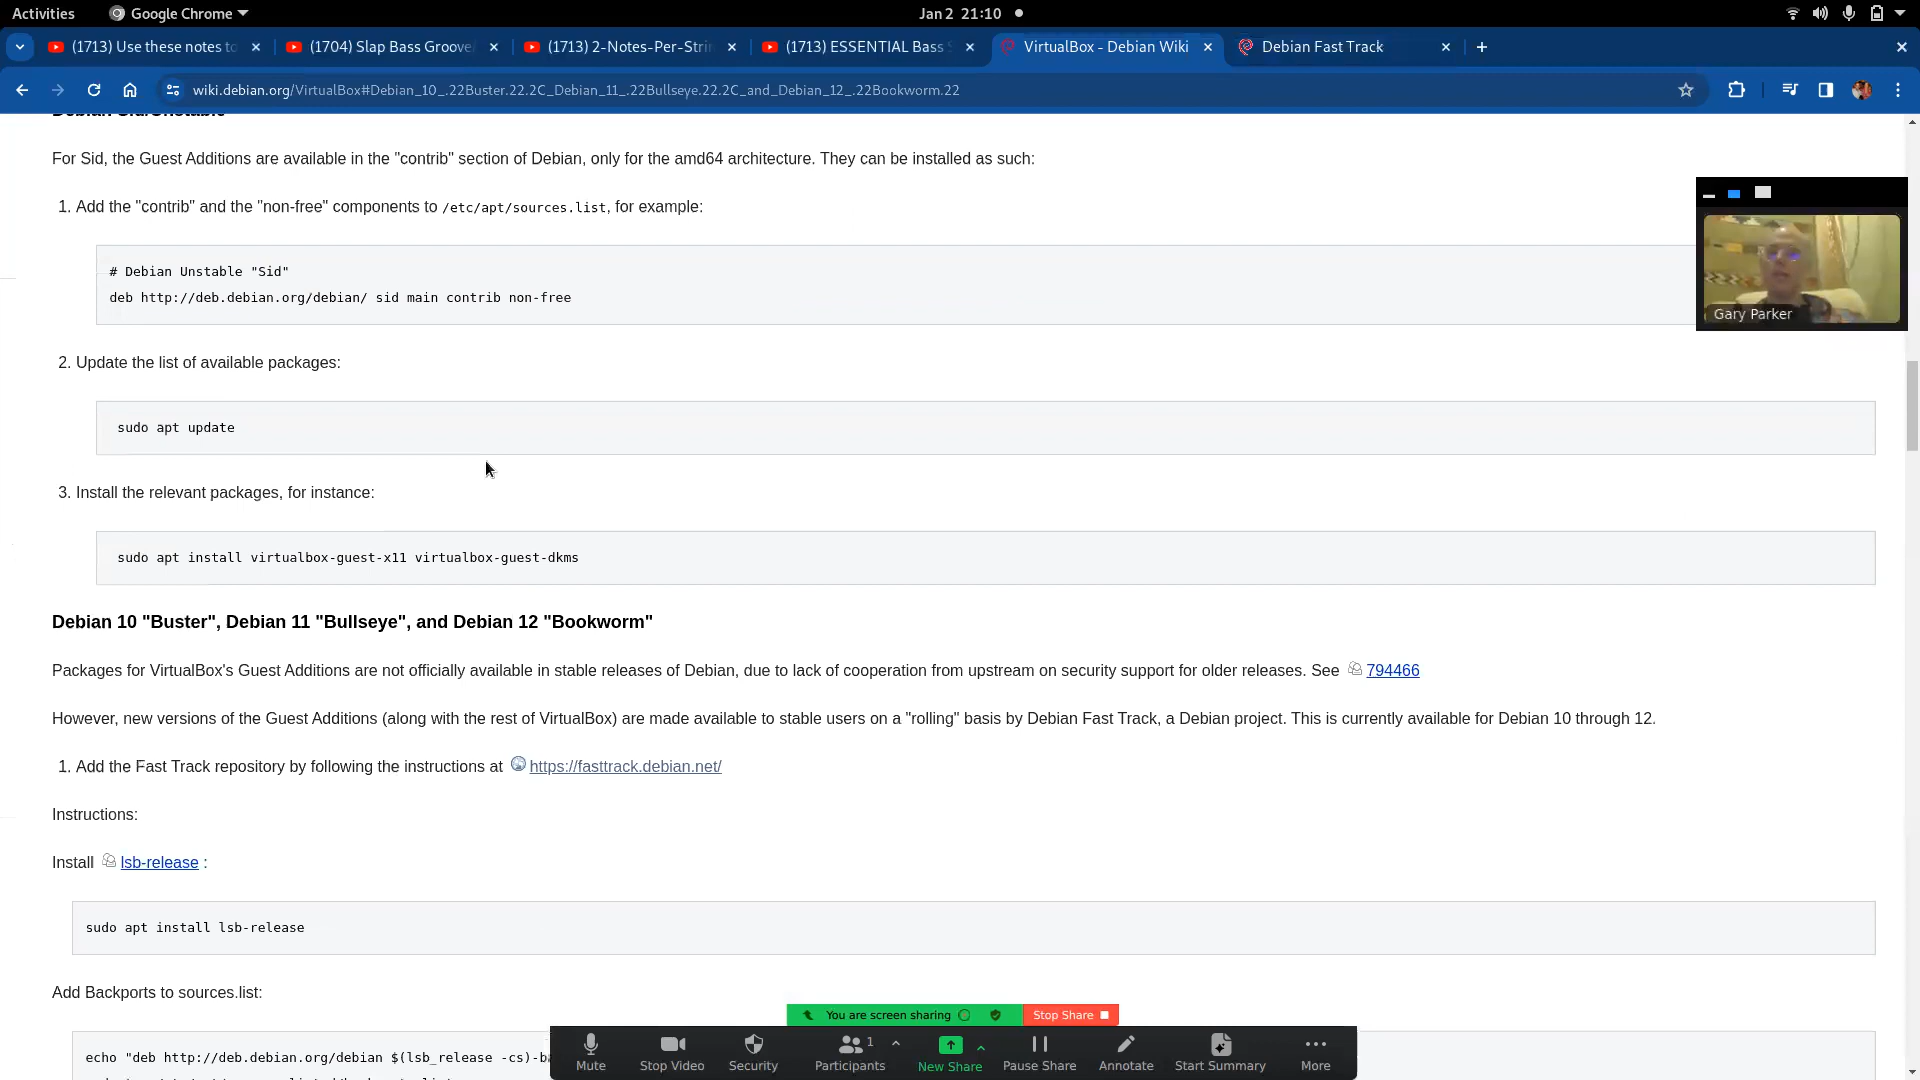 Activities
Google Chrome
Jan 2 21:10
(1713) Use these notes to
(1704) Slap Bass Groove
(1713) 2-Notes-Per-Strin
(1713) ESSENTIAL Bass
VirtualBox - Debian Wiki
Debian Fast Track
wiki.debian.org/VirtualBox#Debian_10_.22Buster.22.2C_Debian_11_.22Bullseye.22.2C_and_Debian_12_.22Bookworm.22
For Sid, the Guest Additions are available in the "contrib" section of Debian, only for the amd64 architecture. They can be installed as such:
1. Add the "contrib" and the "non-free" components to /etc/apt/sources.list, for example:
# Debian Unstable "Sid"
deb http://deb.debian.org/debian/ sid main contrib non-free
Gary Parker
2. Update the list of available packages:
sudo apt update
3. Install the relevant packages, for instance:
sudo apt install virtualbox-guest-x11 virtualbox-guest-dkms
Debian 10 "Buster", Debian 11 "Bullseye", and Debian 12 "Bookworm"
Packages for VirtualBox's Guest Additions are not officially available in stable releases of Debian, due to lack of cooperation from upstream on security support for older releases. See 794466
However, new versions of the Guest Additions (along with the rest of VirtualBox) are made available to stable users on a "rolling" basis by Debian Fast Track, a Debian project. This is currently available for Debian 10 through 12.
1. Add the Fast Track repository by following the instructions at https://fasttrack.debian.net/
Instructions:
Install lsb-release :
sudo apt install lsb-release
Add Backports to sources.list:
You are screen sharing
Stop Share
echo "deb http://deb.debian.org/debian $(lsb_release -cs)-ba
Mute
Stop Video
Security
Participants
1
New Share
Pause Share
Annotate
Start Summary
More